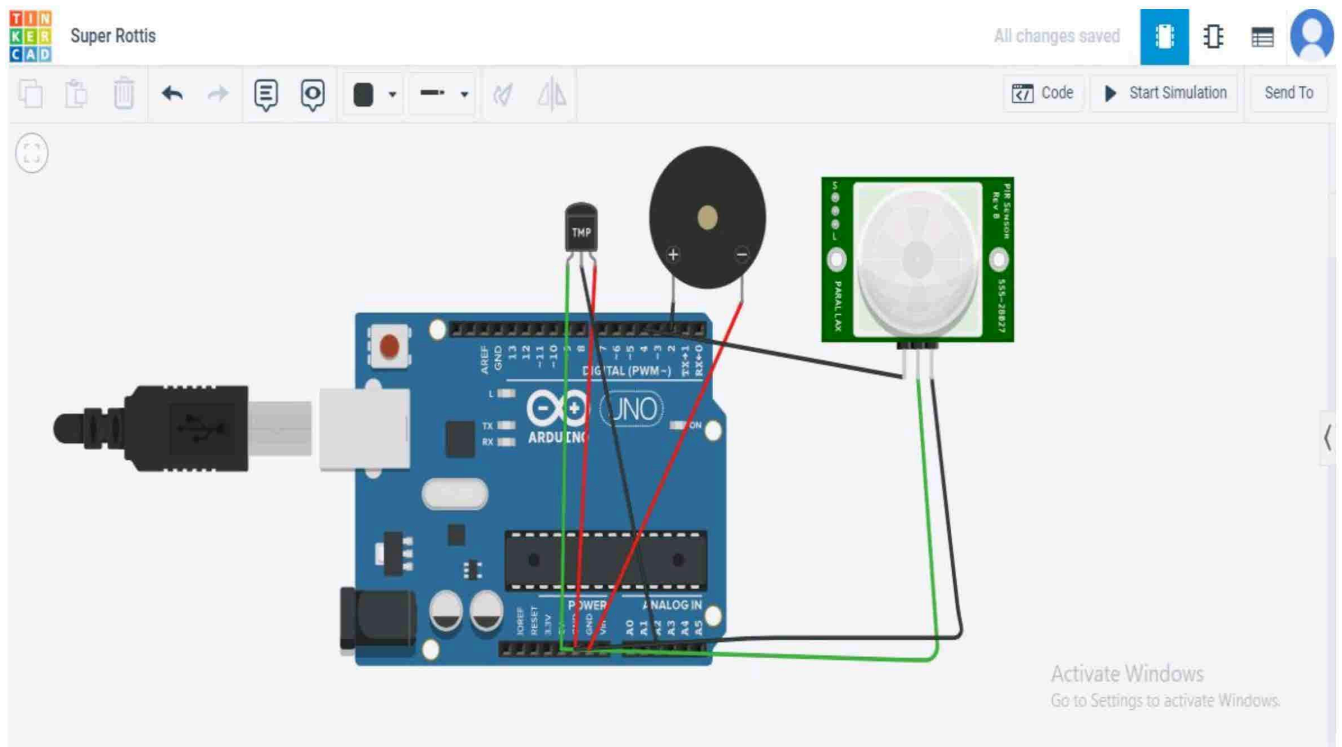 TIN
KER
CAD
Super Rottis
All changes saved
Code
Start Simulation
Send To
TMP
+
-
S
L
PIR SENSOR
REV B
PARALLAX
555-28027
AREF
GND
13
12
~11
~10
9
8
7
~6
~5
4
~3
2
TX→1
RX←0
DIGITAL (PWM~)
L
TX
RX
ARDUINO
UNO
ON
POWER
ANALOG IN
IOREF
RESET
3.3V
GND
Vin
A0
A1
A2
A3
A4
A5
Activate Windows
Go to Settings to activate Windows.